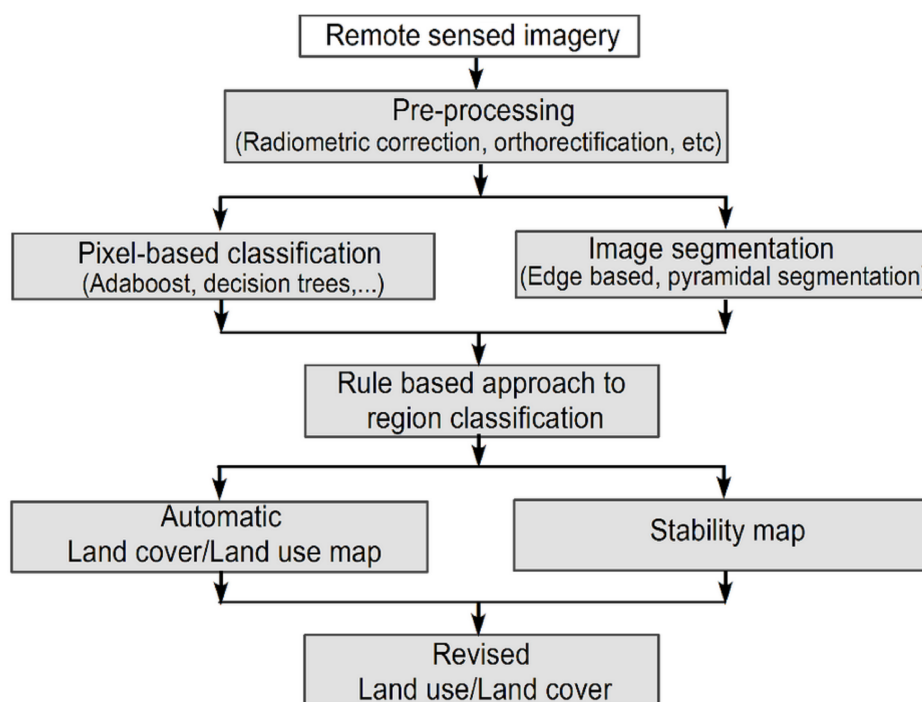 Remote sensed imagery
Pre-processing
(Radiometric correction, orthorectification, etc)
Pixel-based classification
(Adaboost, decision trees,...)
Image segmentation
(Edge based, pyramidal segmentation)
Rule based approach to
region classification
Automatic
Land cover/Land use map
Stability map
Revised
Land use/Land cover